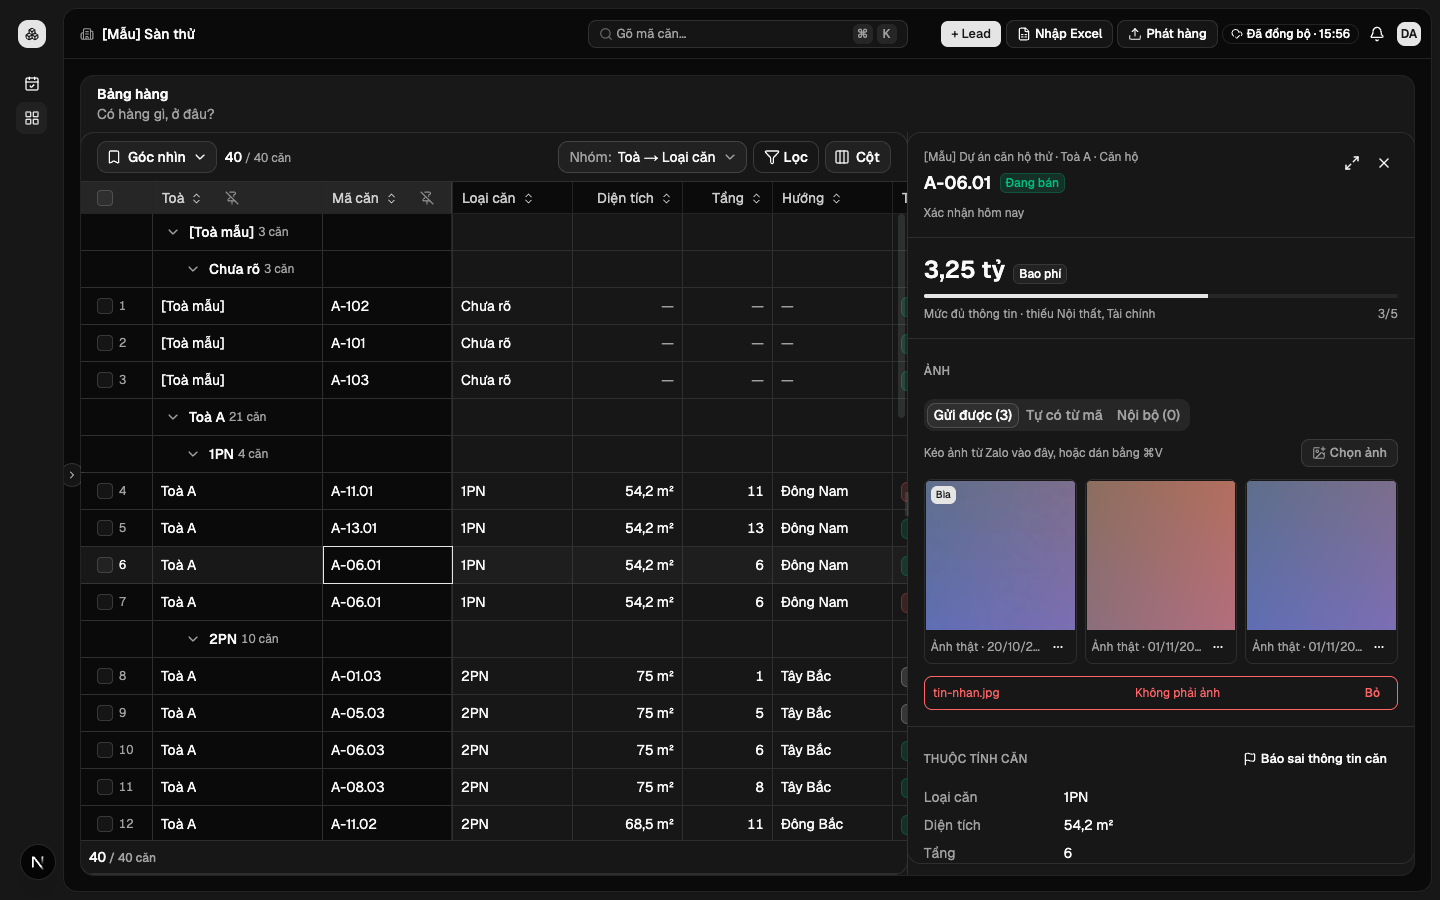 [Mẫu] Sàn thử
Gõ mã căn...
⌘ K
+ Lead
Nhập Excel
Phát hàng
Đã đồng bộ · 15:56
DA
Bảng hàng
Có hàng gì, ở đâu?
Góc nhìn
40 / 40 căn
Nhóm: Toà → Loại căn
Lọc
Cột
Toà Mã căn Loại căn Diện tích Tầng Hướng T
[Toà mẫu] 3 căn
Chưa rõ 3 căn
1 [Toà mẫu] A-102 Chưa rõ — — —
2 [Toà mẫu] A-101 Chưa rõ — — —
3 [Toà mẫu] A-103 Chưa rõ — — —
Toà A 21 căn
1PN 4 căn
4 Toà A A-11.01 1PN 54,2 m² 11 Đông Nam
5 Toà A A-13.01 1PN 54,2 m² 13 Đông Nam
6 Toà A A-06.01 1PN 54,2 m² 6 Đông Nam
7 Toà A A-06.01 1PN 54,2 m² 6 Đông Nam
2PN 10 căn
8 Toà A A-01.03 2PN 75 m² 1 Tây Bắc
9 Toà A A-05.03 2PN 75 m² 5 Tây Bắc
10 Toà A A-06.03 2PN 75 m² 6 Tây Bắc
11 Toà A A-08.03 2PN 75 m² 8 Tây Bắc
12 Toà A A-11.02 2PN 68,5 m² 11 Đông Bắc
40 / 40 căn
N
[Mẫu] Dự án căn hộ thử · Toà A · Căn hộ
A-06.01 Đang bán
Xác nhận hôm nay
3,25 tỷ Bao phí
Mức đủ thông tin · thiếu Nội thất, Tài chính 3/5
ẢNH
Gửi được (3) Tự có từ mã Nội bộ (0)
Kéo ảnh từ Zalo vào đây, hoặc dán bằng ⌘V
Chọn ảnh
Bìa
Ảnh thật · 20/10/2... ···
Ảnh thật · 01/11/20... ···
Ảnh thật · 01/11/20... ···
tin-nhan.jpg Không phải ảnh Bỏ
THUỘC TÍNH CĂN
Báo sai thông tin căn
Loại căn 1PN
Diện tích 54,2 m²
Tầng 6